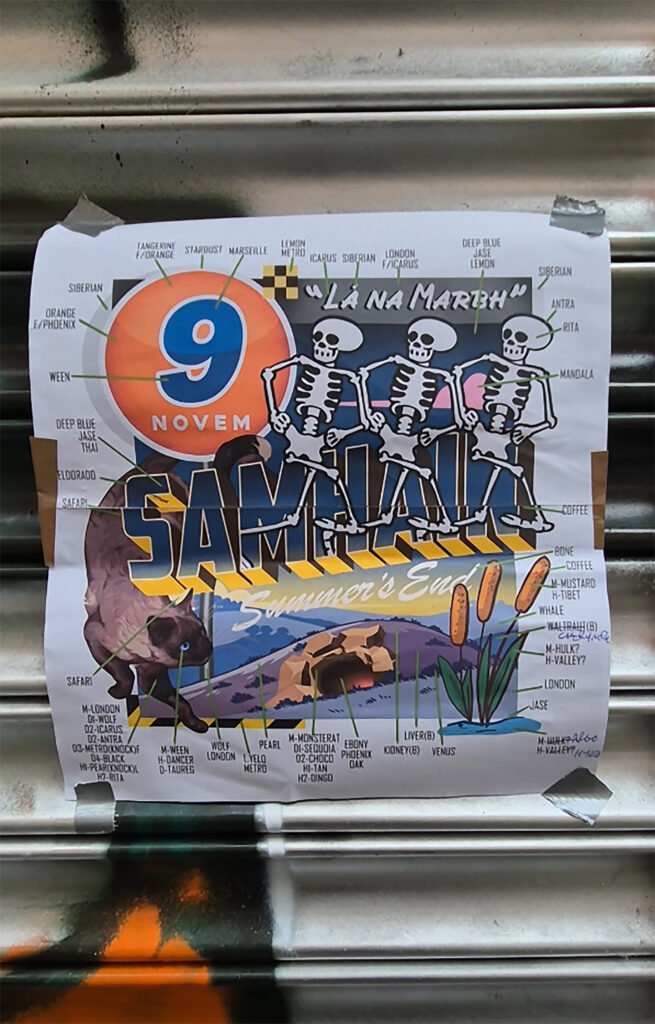 TANGERINE
F/ORANGE
STARDUST
MARSEILLE
LEMON
METRO
ICARUS
SIBERIAN
LONDON
F/ICARUS
DEEP BLUE
JASE
LEMON
SIBERIAN
ANTRA
RITA
MANDALA
SIBERIAN
ORANGE
F/PHOENIX
WEEN
9
NOVEM
"LÁ NA MARBH"
DEEP BLUE
JASE
THAI
ELDORADO
SAFARI
SAMHAIN
Summer's End
COFFEE
BONE
COFFEE
M-MUSTARD
H-TIBET
WHALE
WALTRAUT(B)
M-HULK?
H-VALLEY?
LONDON
JASE
M-HULK?
H-VALLEY?
SAFARI
M-LONDON
D1-WOLF
D2-ICARUS
D2-ANTRA
D3-METRO(KNOCK)F
D4-BLACK
H1-PEAR(KNOCK)L
H2-RITA
M-WEEN
H-DANCER
D-TAUREG
WOLF
LONDON
L.YELO
METRO
PEARL
M-MONSTERAT
D1-SEQUOIA
D2-CHOCO
H1-TAN
H2-DINGO
EBONY
PHOENIX
OAK
KIDNEY(B)
LIVER(B)
VENUS